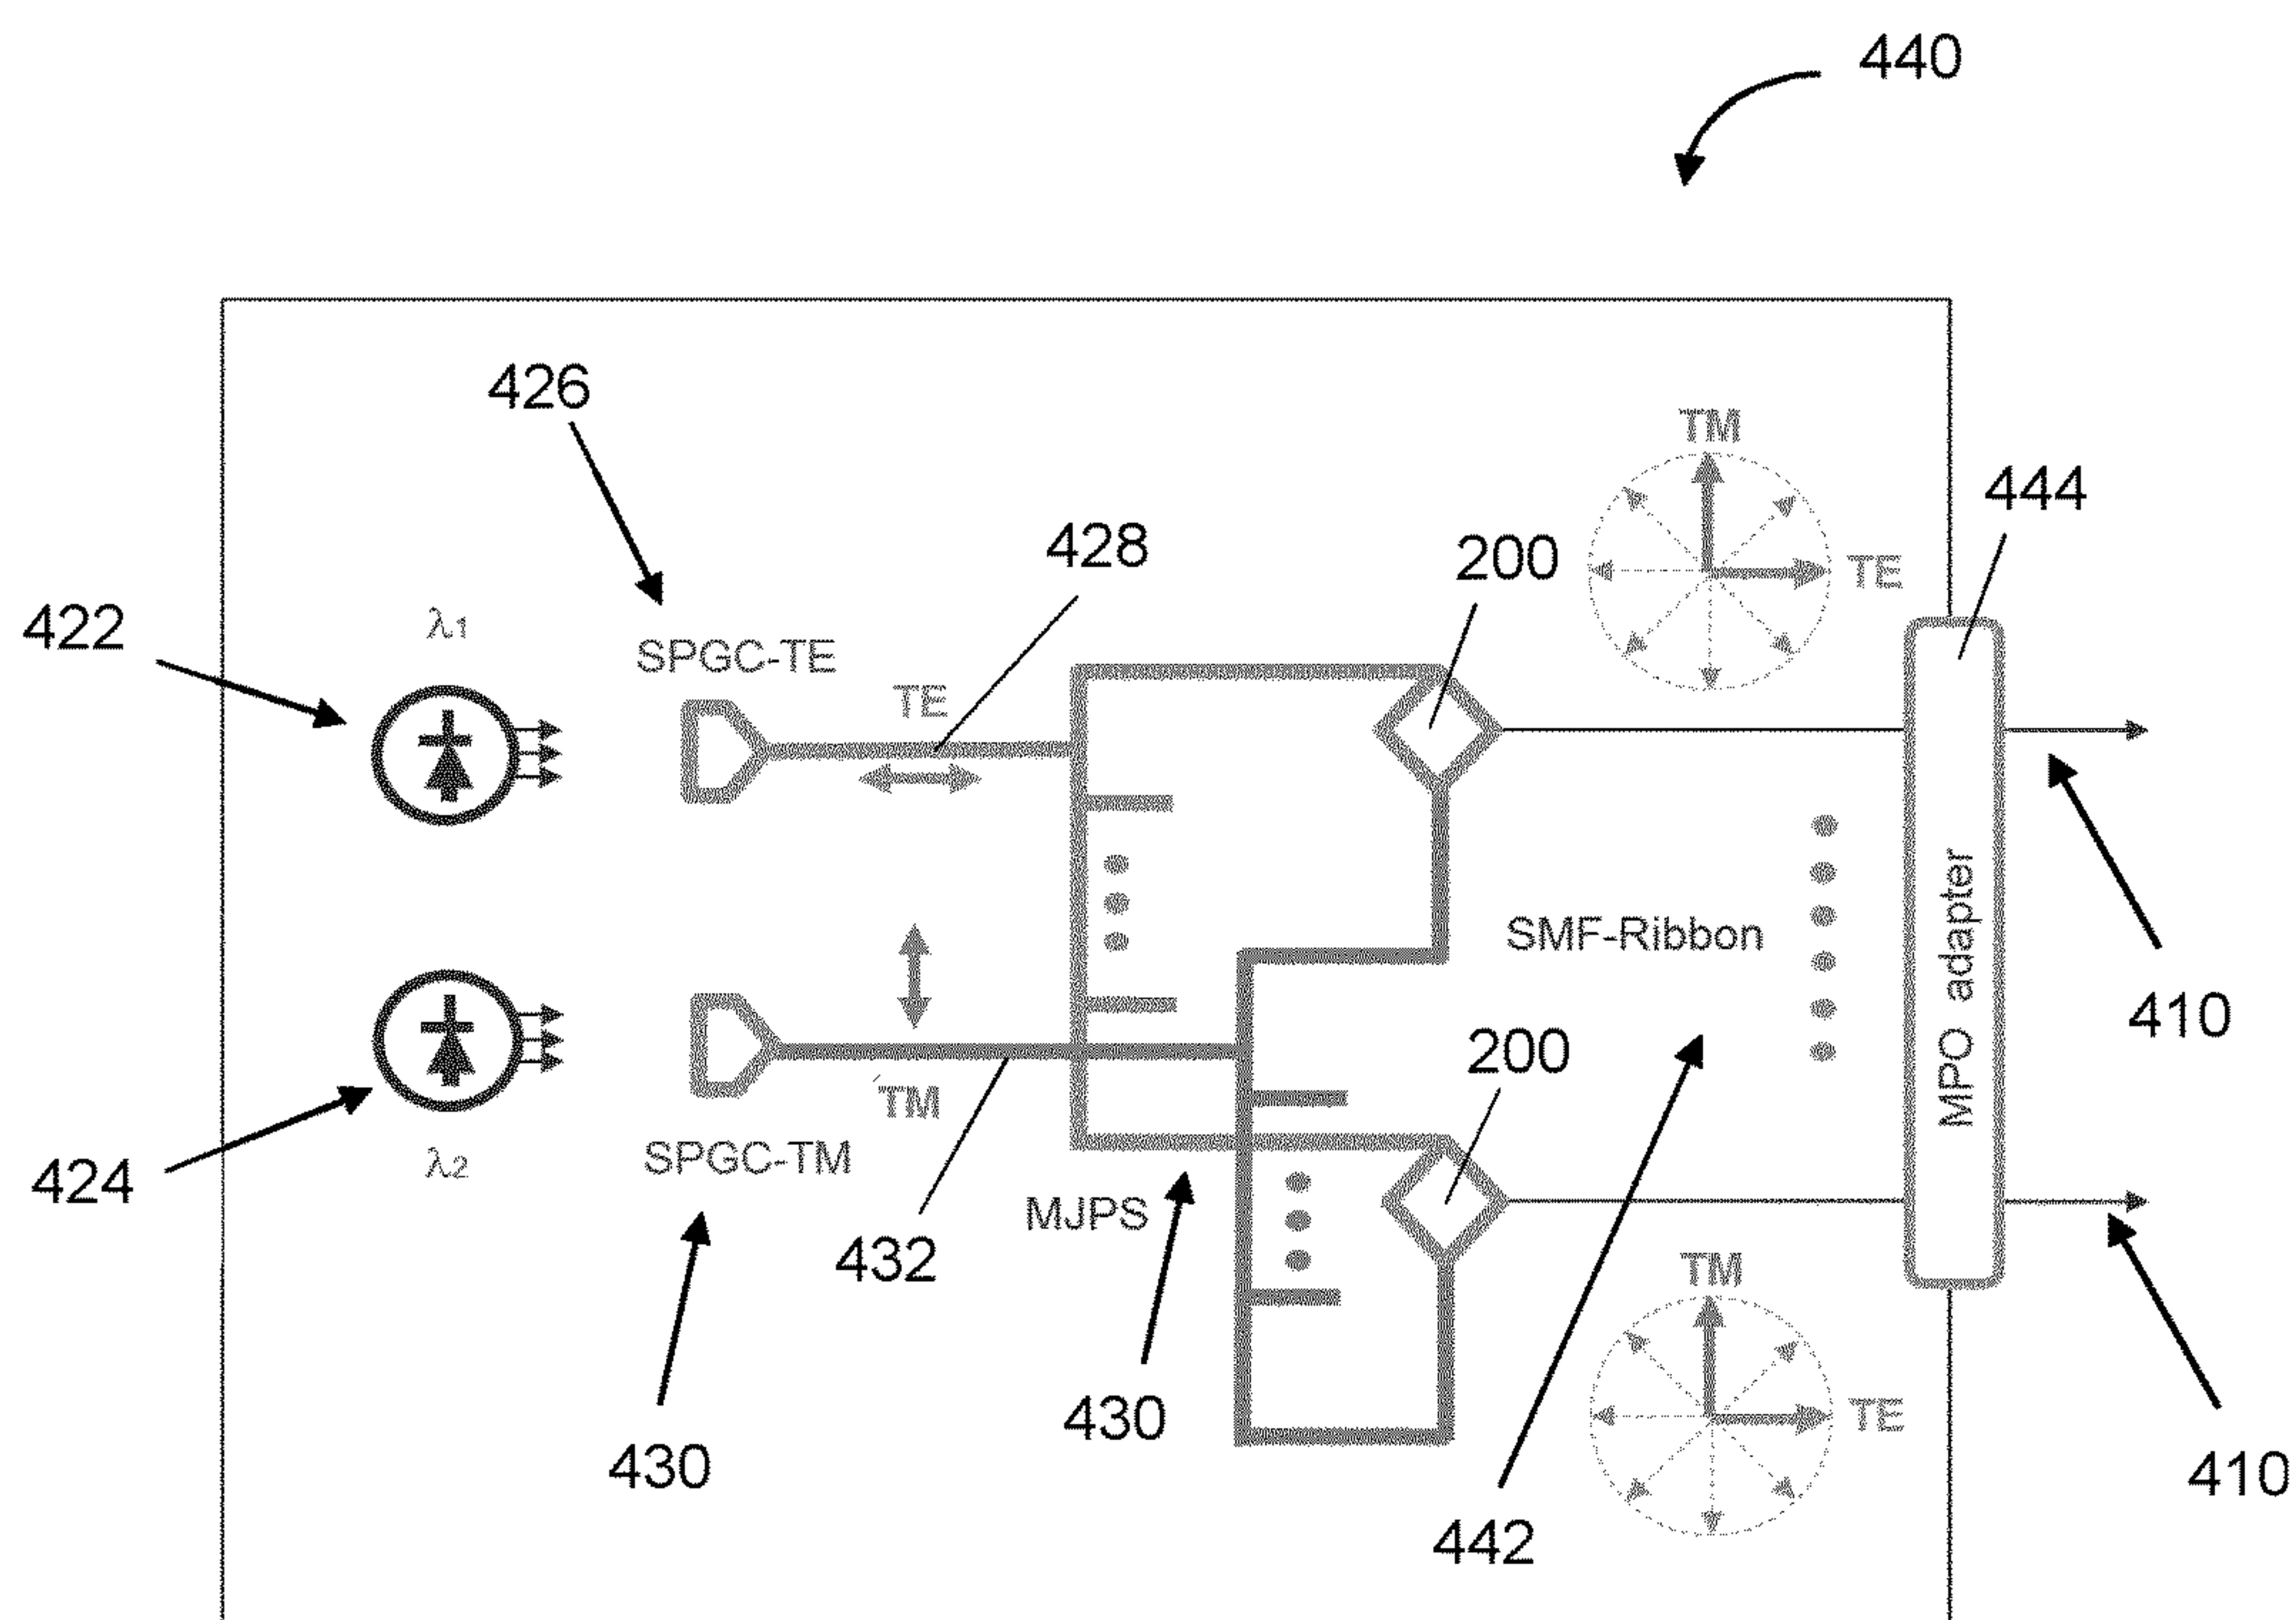 440
426
TM
444
428
200
TE
422
λ1
SPGC-TE
TE
410
SMF-Ribbon
MPO adapter
200
TM
424
λ2
SPGC-TM
MJPS
432
430
430
TM
TE
442
410